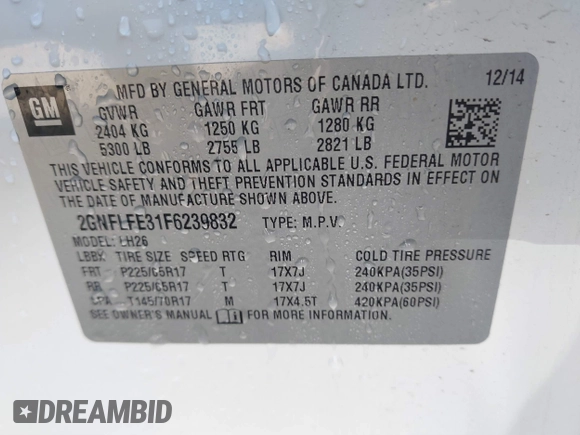 MFD BY GENERAL MOTORS OF CANADA LTD. 12/14
GM
GVWR GAWR FRT GAWR RR
2404 KG 1250 KG 1280 KG
5300 LB 2755 LB 2821 LB
THIS VEHICLE CONFORMS TO ALL APPLICABLE U.S. FEDERAL MOTOR
VEHICLE SAFETY AND THEFT PREVENTION STANDARDS IN EFFECT ON
THE DATE OF MANUFACTURE SHOWN ABOVE.
2GNFLFE31F6239832 TYPE: M.P.V.
MODEL: LH26
LBBX TIRE SIZE SPEED RTG RIM COLD TIRE PRESSURE
FRT P225/65R17 T 17X7J 240KPA(35PSI)
RR P225/65R17 T 17X7J 240KPA(35PSI)
SPA T145/70R17 M 17X4.5T 420KPA(60PSI)
SEE OWNER'S MANUAL FOR MORE INFORMATION.
DREAMBID